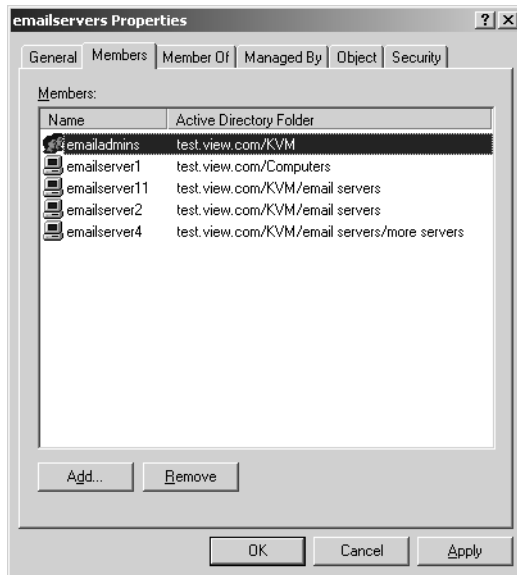 emailservers Properties
General Members Member Of Managed By Object Security
Members:
Name Active Directory Folder
emailadmins test.view.com/KVM
emailserver1 test.view.com/Computers
emailserver11 test.view.com/KVM/email servers
emailserver2 test.view.com/KVM/email servers
emailserver4 test.view.com/KVM/email servers/more servers
Add... Remove
OK Cancel Apply